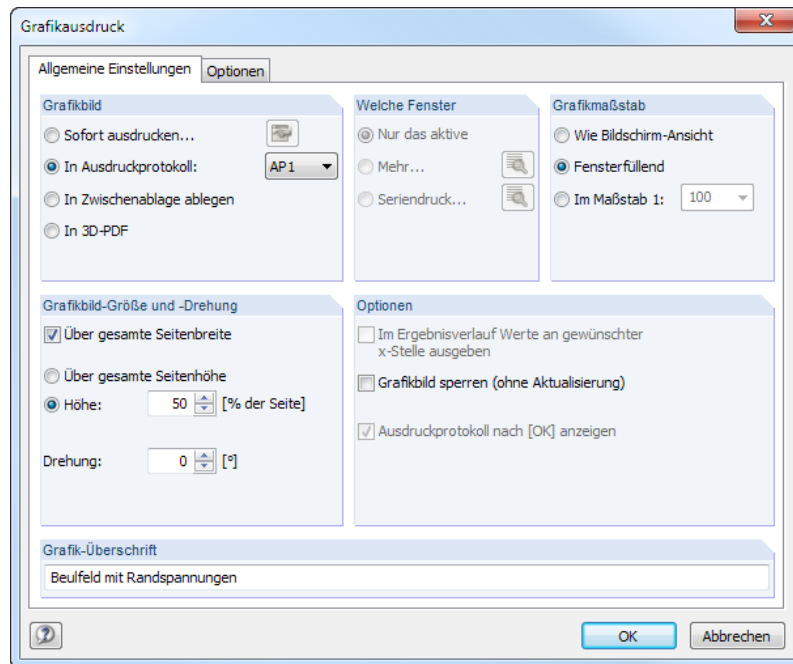 Grafikausdruck
Allgemeine Einstellungen
Optionen
Grafikbild
Sofort ausdrucken...
In Ausdruckprotokoll:
AP1
In Zwischenablage ablegen
In 3D-PDF
Welche Fenster
Nur das aktive
Mehr...
Seriendruck...
Grafikmaßstab
Wie Bildschirm-Ansicht
Fensterfüllend
Im Maßstab 1:
100
Grafikbild-Größe und -Drehung
Über gesamte Seitenbreite
Über gesamte Seitenhöhe
Höhe:
50
[% der Seite]
Drehung:
0
[°]
Optionen
Im Ergebnisverlauf Werte an gewünschter
x-Stelle ausgeben
Grafikbild sperren (ohne Aktualisierung)
Ausdruckprotokoll nach [OK] anzeigen
Grafik-Überschrift
Beulfeld mit Randspannungen
OK
Abbrechen